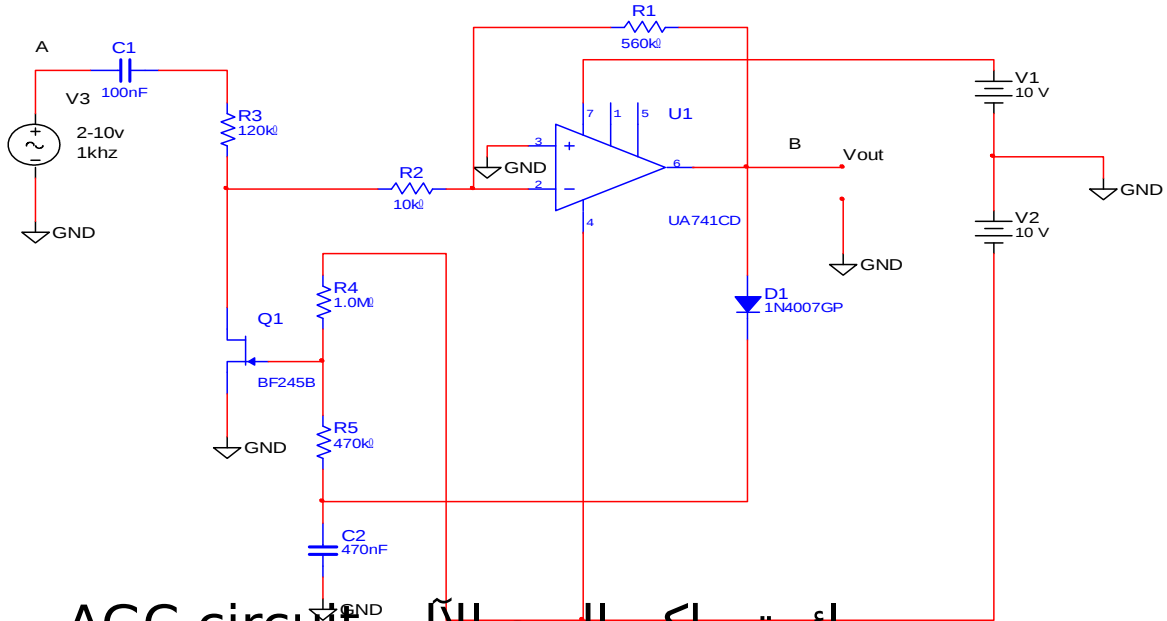 R1
560kΩ
A
C1
100nF
V3
2-10v
1khz
R3
120kΩ
GND
R2
10kΩ
GND
3
2
7
1
5
6
4
U1
UA741CD
B
Vout
GND
V1
10 V
GND
V2
10 V
R4
1.0MΩ
Q1
BF245B
GND
R5
470kΩ
D1
1N4007GP
C2
470nF
GND
AGC circuit